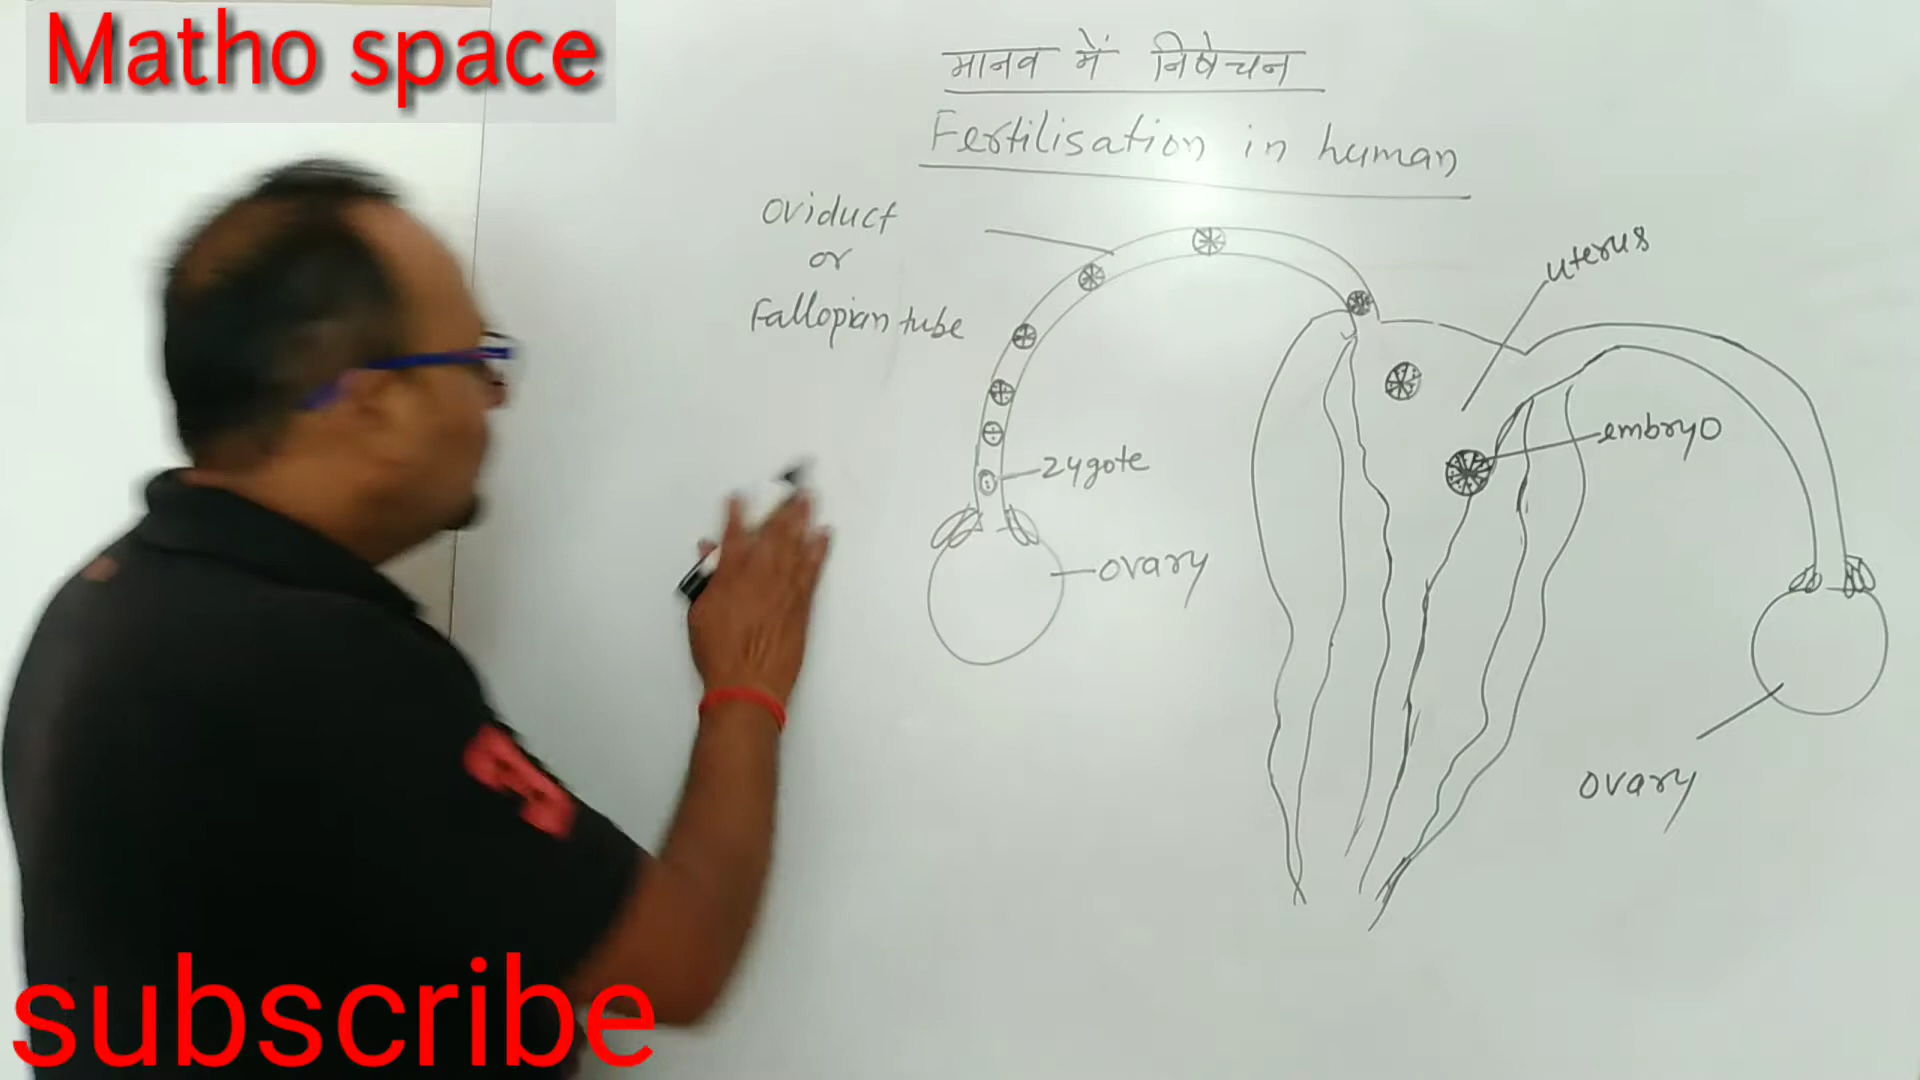 Matho space
मानव में निषेचन
Fertilisation in human
oviduct
or
Fallopian tube
uterus
embryo
zygote
ovary
ovary
subscribe